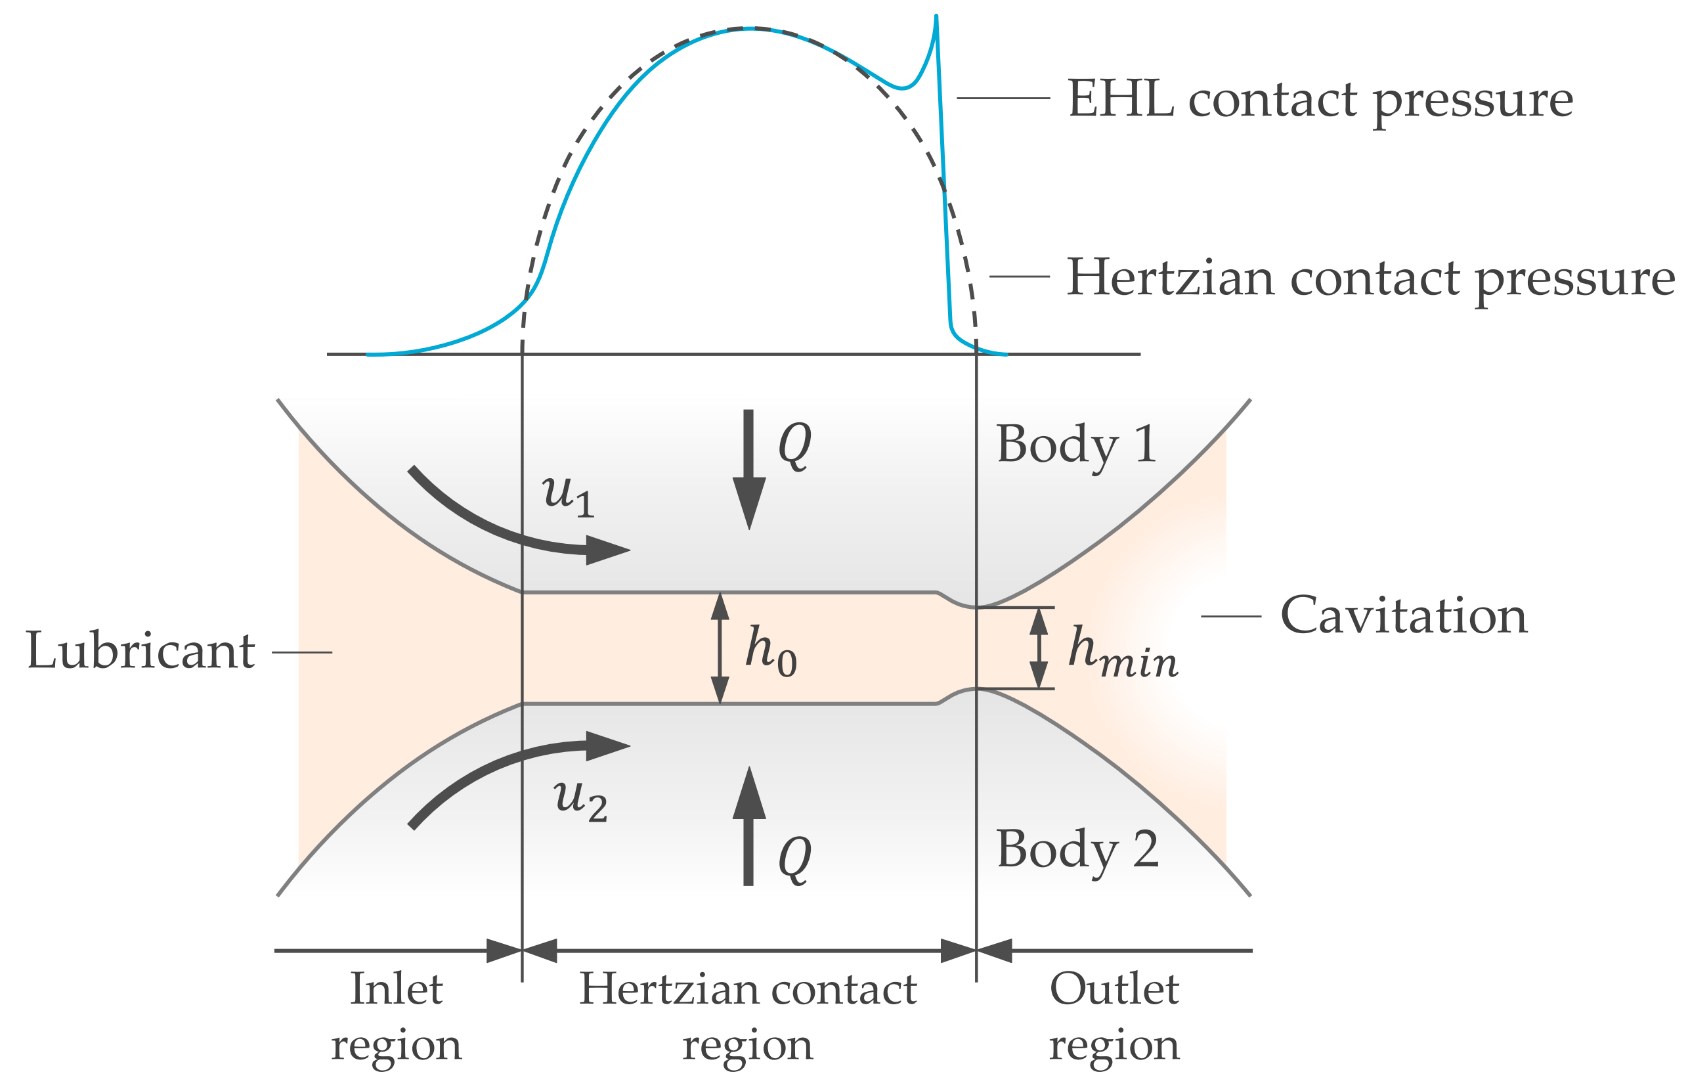 EHL contact pressure
Hertzian contact pressure
Q
Body 1
u₁
Lubricant
h₀
hₘᵢₙ
Cavitation
u₂
Q
Body 2
Inlet
region
Hertzian contact
region
Outlet
region